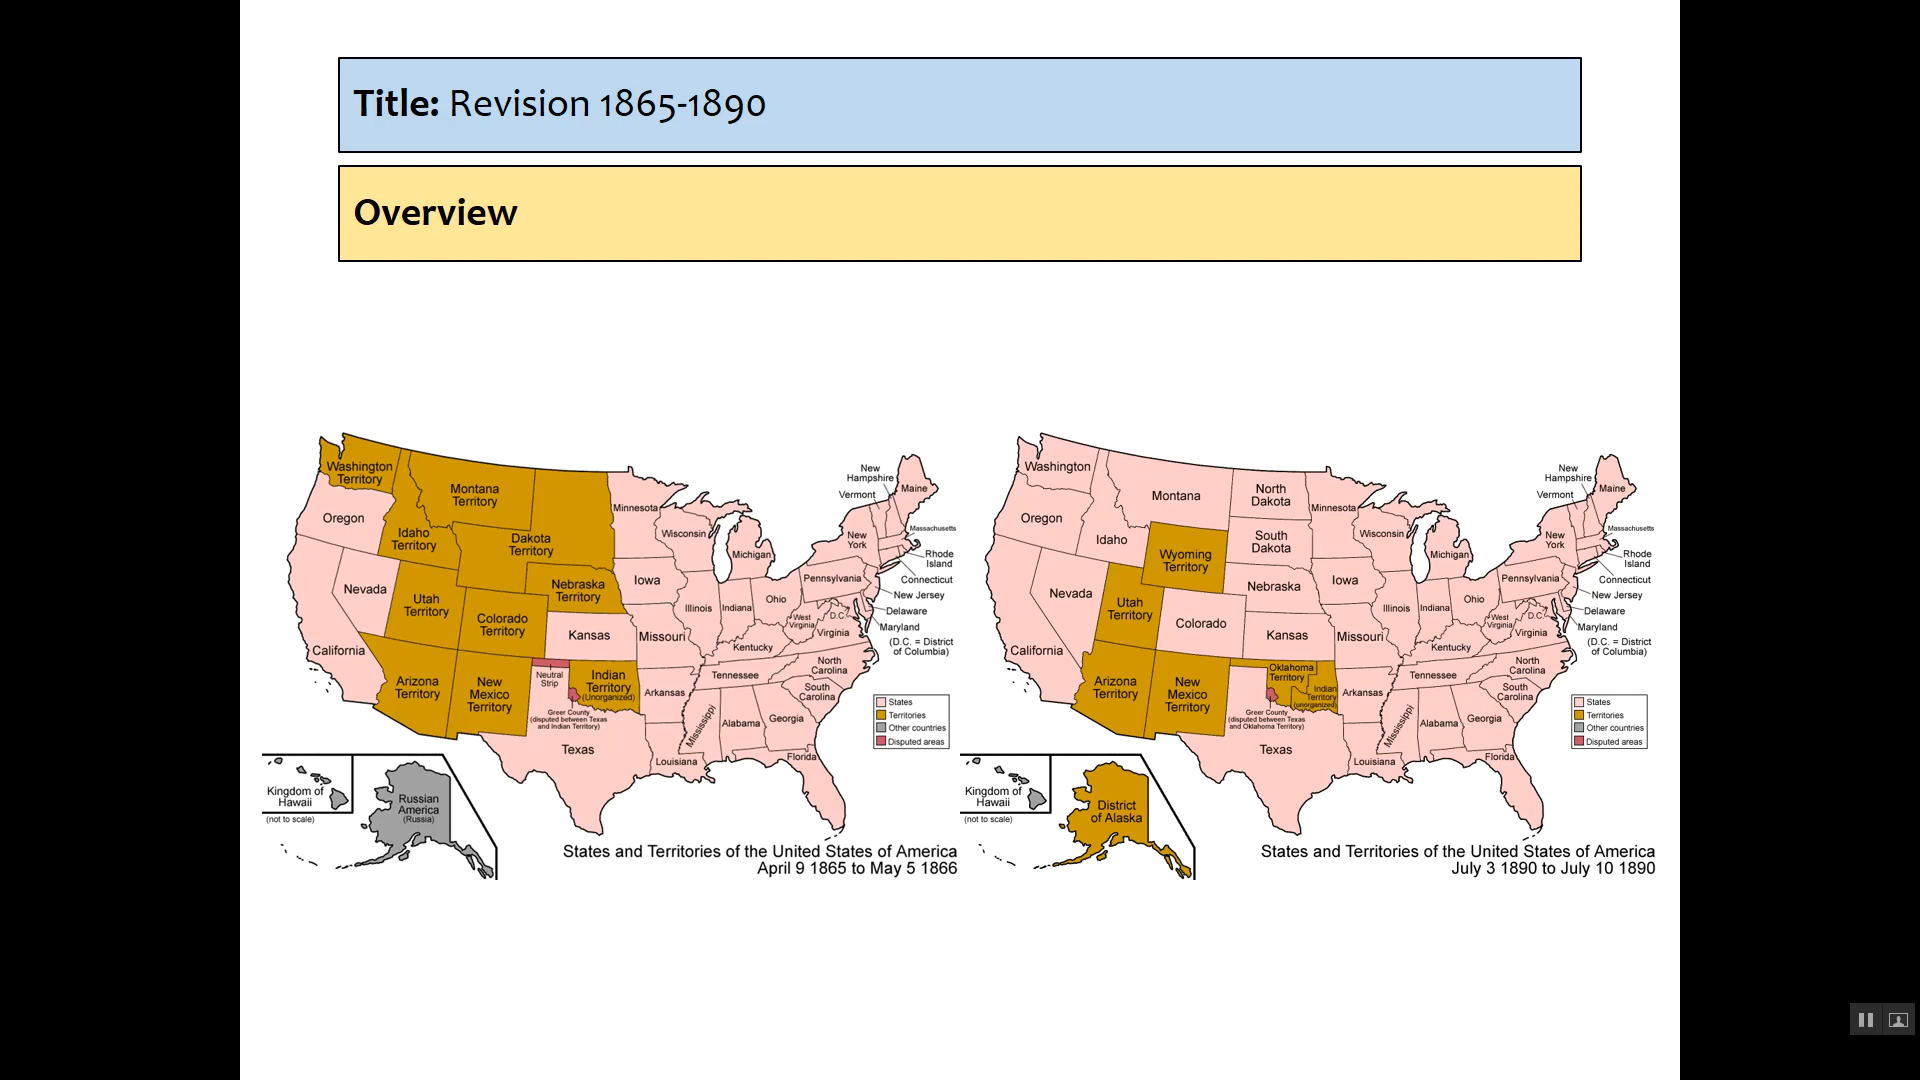 Title: Revision 1865-1890
Overview
Washington
Territory
Montana
Territory
Oregon
Idaho
Territory
Dakota
Territory
Minnesota
Wisconsin
Michigan
New
Hampshire
Vermont
Maine
Massachusetts
New
York
Rhode
Island
Connecticut
Nevada
Utah
Territory
Nebraska
Territory
Iowa
Pennsylvania
New Jersey
Colorado
Territory
Illinois
Indiana
Ohio
Delaware
West
Virginia
D.C.
Maryland
Virginia
(D.C. = District
of Columbia)
California
Kansas
Missouri
Kentucky
Arizona
Territory
New
Mexico
Territory
Neutral
Strip
Indian
Territory
(Unorganized)
Arkansas
Tennessee
North
Carolina
South
Carolina
Greer County
(disputed between Texas
and Indian Territory)
Mississippi
Alabama
Georgia
Texas
Louisiana
Florida
States
Territories
Other countries
Disputed areas
Kingdom of
Hawaii
(not to scale)
Russian
America
(Russia)
States and Territories of the United States of America
April 9 1865 to May 5 1866
Washington
Montana
North
Dakota
Minnesota
Oregon
Idaho
Wyoming
Territory
South
Dakota
Wisconsin
Michigan
New
Hampshire
Vermont
Maine
Massachusetts
New
York
Rhode
Island
Connecticut
Nevada
Utah
Territory
Nebraska
Iowa
Pennsylvania
New Jersey
Colorado
Illinois
Indiana
Ohio
Delaware
West
Virginia
D.C.
Maryland
Virginia
(D.C. = District
of Columbia)
California
Kansas
Missouri
Kentucky
Arizona
Territory
New
Mexico
Territory
Oklahoma
Territory
Indian
Territory
(unorganized)
Arkansas
Tennessee
North
Carolina
South
Carolina
Greer County
(disputed between Texas
and Oklahoma Territory)
Mississippi
Alabama
Georgia
Texas
Louisiana
Florida
States
Territories
Other countries
Disputed areas
Kingdom of
Hawaii
(not to scale)
District
of Alaska
States and Territories of the United States of America
July 3 1890 to July 10 1890